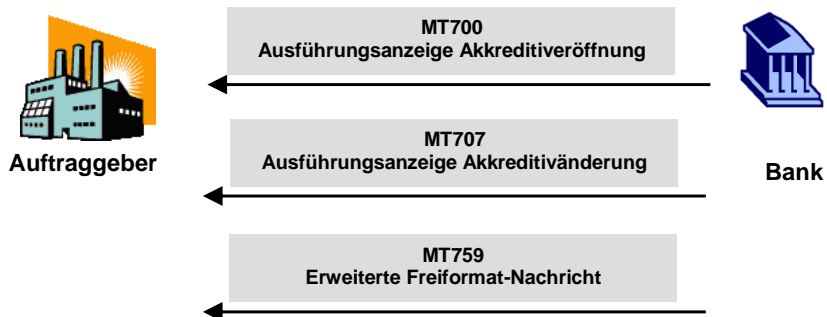 MT700
Ausführungsanzeige Akkreditiveröffnung
MT707
Ausführungsanzeige Akkreditivänderung
Auftraggeber
Bank
MT759
Erweiterte Freiformat-Nachricht